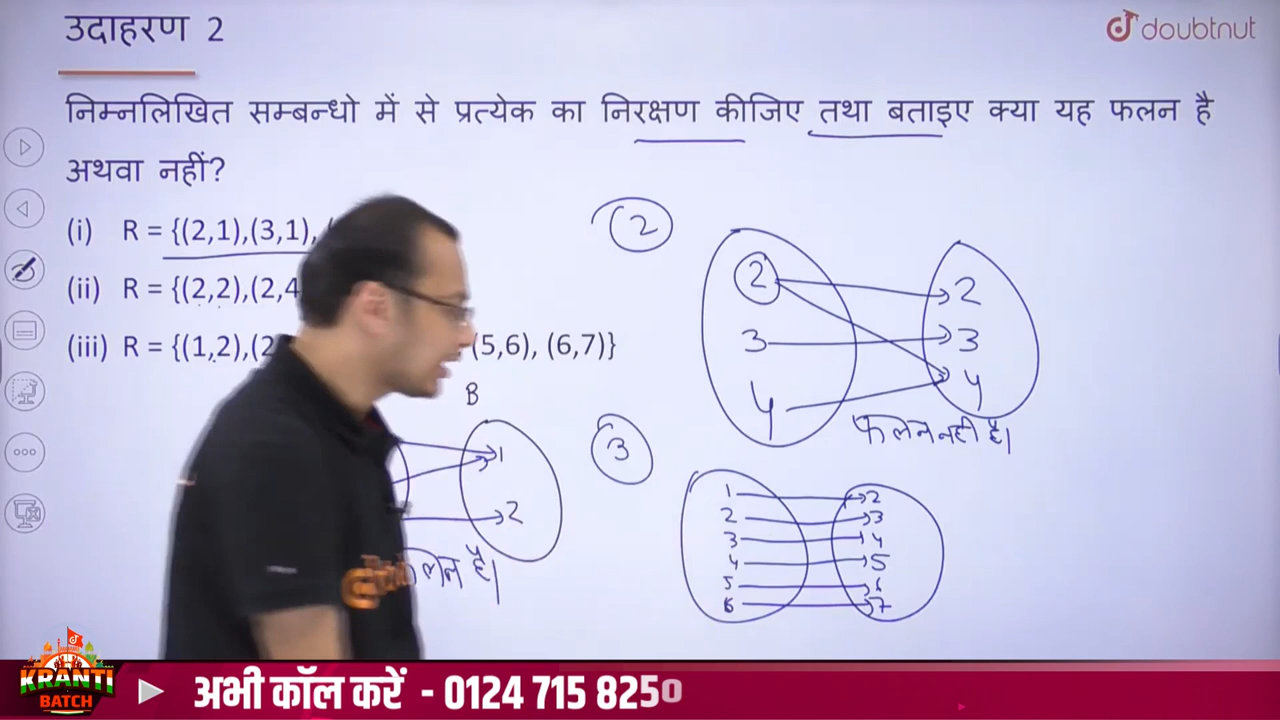 उदाहरण 2
doubtnut
निम्नलिखित सम्बन्धो में से प्रत्येक का निरक्षण कीजिए तथा बताइए क्या यह फलन है
अथवा नहीं?
(i) R = {(2,1),(3,1),
(ii) R = {(2,2),(2,4
(iii) R = {(1,2),(2 (5,6), (6,7)}
2
2 2
3 3
4 4
फलन नही है।
B
1
2
लन है।
3
1 2
2 3
3 4
4 5
5 6
6 7
KRANTI
BATCH
अभी कॉल करें - 0124 715 8250